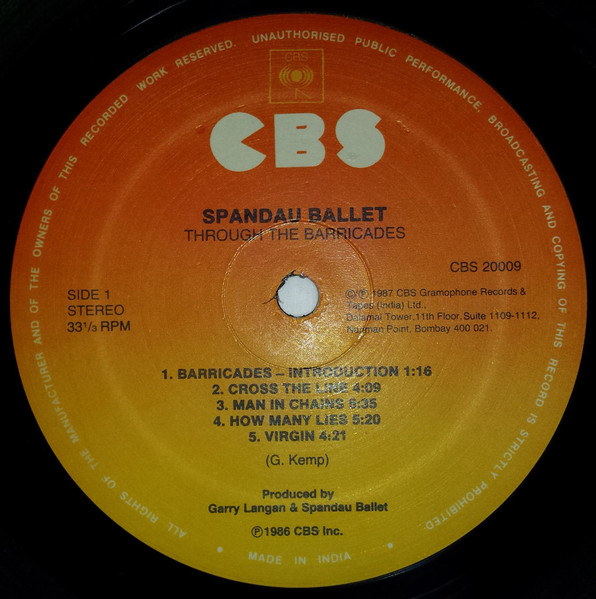 ALL RIGHTS OF THE MANUFACTURER AND OF THE OWNERS OF THIS RECORDED WORK RESERVED. UNAUTHORISED PUBLIC PERFORMANCE, BROADCASTING AND COPYING OF THIS RECORD IS STRICTLY PROHIBITED.
CBS
CBS
SPANDAU BALLET
THROUGH THE BARRICADES
CBS 20009
SIDE 1
STEREO
33 1/3 RPM
©℗ 1987 CBS Gramophone Records &
Tapes (India) Ltd.,
Dalamal Tower,11th Floor, Suite 1109-1112,
Nariman Point, Bombay 400 021.
1. BARRICADES – INTRODUCTION 1:16
2. CROSS THE LINE 4:09
3. MAN IN CHAINS 6:35
4. HOW MANY LIES 5:20
5. VIRGIN 4:21
(G. Kemp)
Produced by
Garry Langan & Spandau Ballet
℗ 1986 CBS Inc.
• MADE IN INDIA •